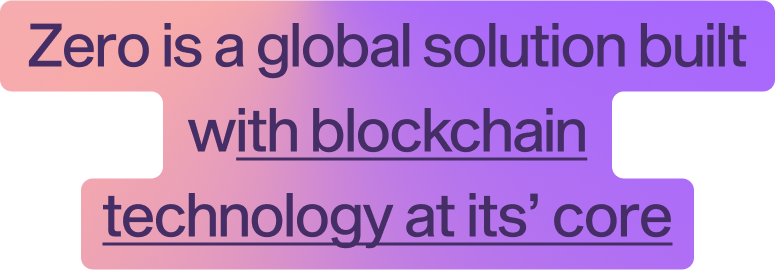 Zero is a global solution built
with blockchain
technology at its’ core